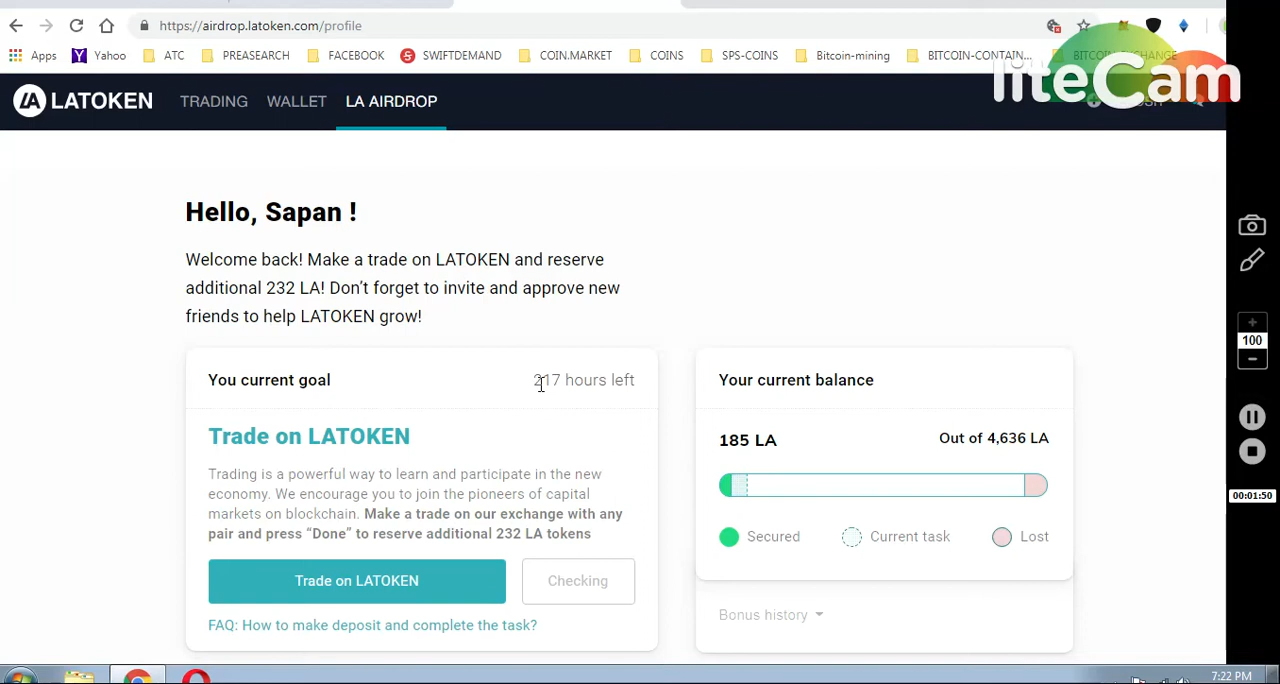 https://airdrop.latoken.com/profile
Apps Yahoo ATC PREASEARCH FACEBOOK SWIFTDEMAND COIN.MARKET COINS SPS-COINS Bitcoin-mining BITCOIN-CONTAIN... BITCOIN-EXCHANGE
liteCam
LA LATOKEN TRADING WALLET LA AIRDROP
Hello, Sapan !
Welcome back! Make a trade on LATOKEN and reserve
additional 232 LA! Don't forget to invite and approve new
friends to help LATOKEN grow!
You current goal 217 hours left
Trade on LATOKEN
Trading is a powerful way to learn and participate in the new
economy. We encourage you to join the pioneers of capital
markets on blockchain. Make a trade on our exchange with any
pair and press “Done” to reserve additional 232 LA tokens
Trade on LATOKEN Checking
FAQ: How to make deposit and complete the task?
Your current balance
185 LA Out of 4,636 LA
Secured Current task Lost
Bonus history
100
00:01:50
7:22 PM